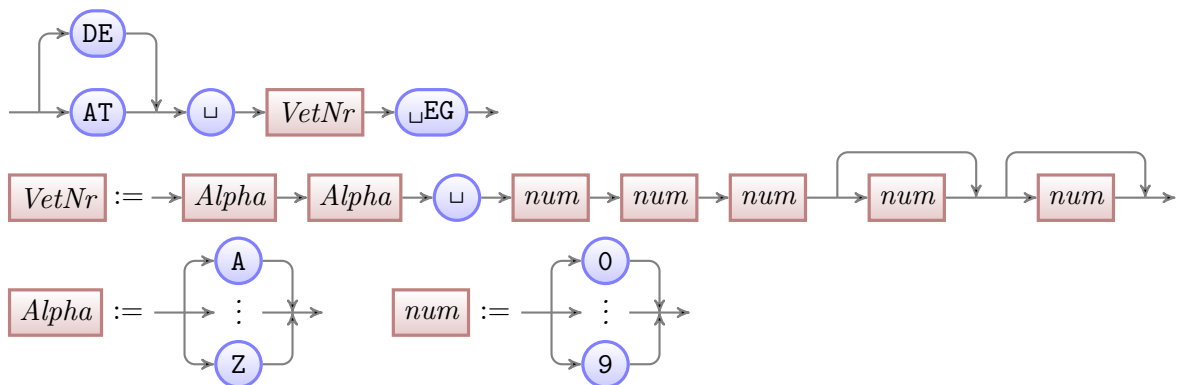 DE
AT ␣ VetNr ␣EG
VetNr := Alpha Alpha ␣ num num num num num
A
Alpha := ⋮
Z
0
num := ⋮
9